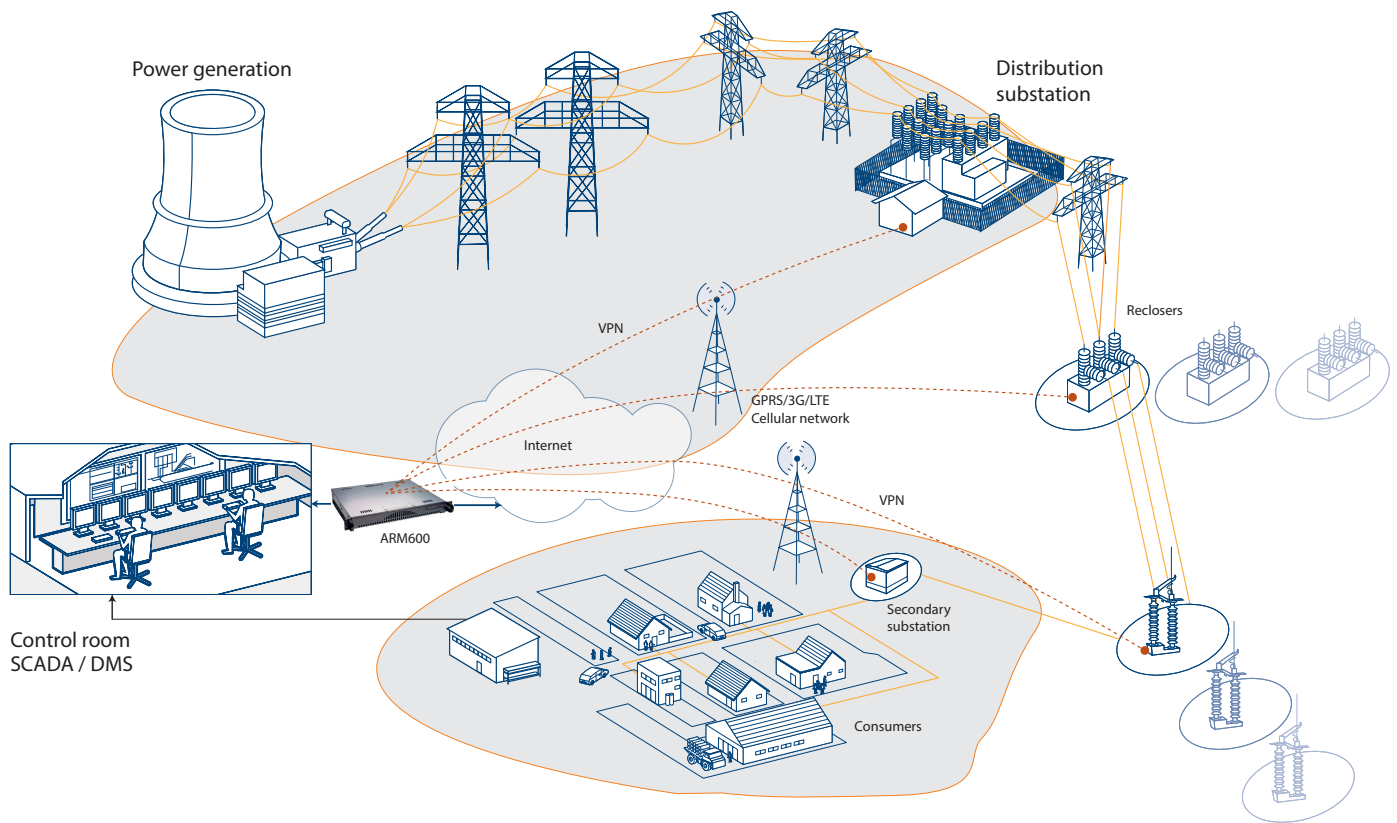 Power generation
Distribution
substation
Reclosers
VPN
GPRS/3G/LTE
Cellular network
Internet
VPN
ARM600
Secondary
substation
Control room
SCADA / DMS
Consumers